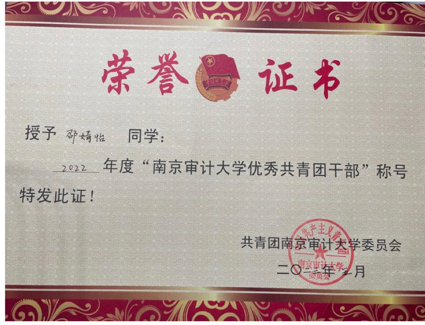 荣誉证书
授予 邵婧怡 同学：
2022 年度“南京审计大学优秀共青团干部”称号
特发此证！
共青团南京审计大学委员会